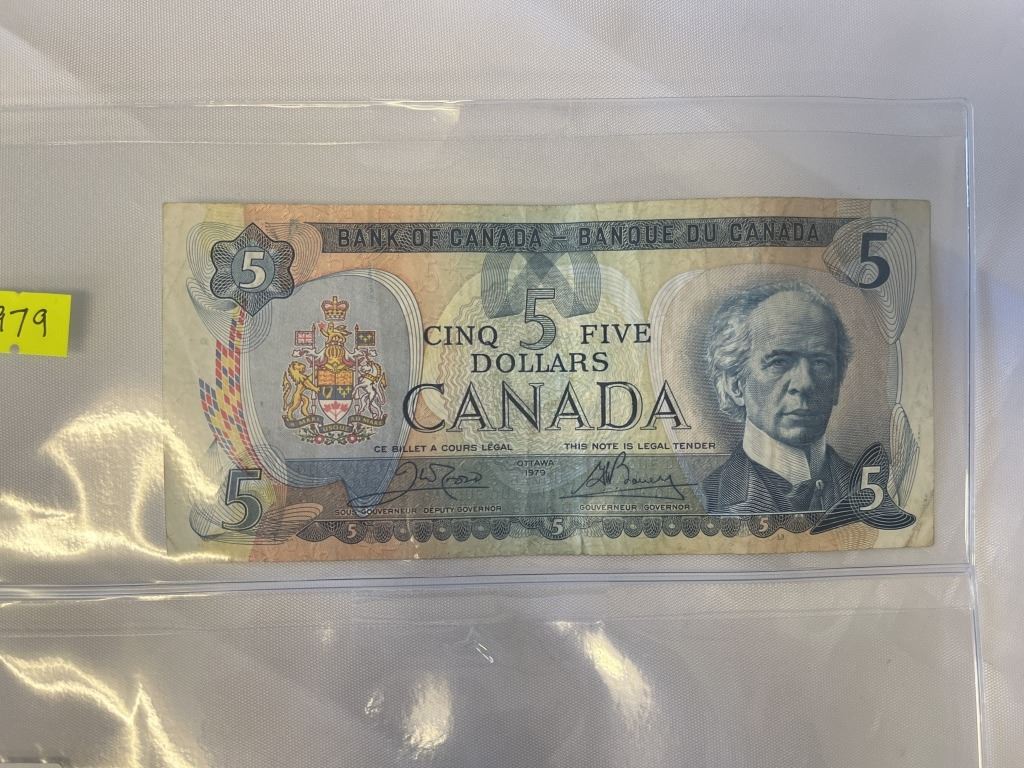 979
BANK OF CANADA – BANQUE DU CANADA
5 5
CINQ 5 FIVE
DOLLARS
CANADA
CE BILLET A COURS LÉGAL THIS NOTE IS LEGAL TENDER
OTTAWA
1979
5 5
SOUS-GOUVERNEUR DEPUTY GOVERNOR GOUVERNEUR GOVERNOR
5 5 5